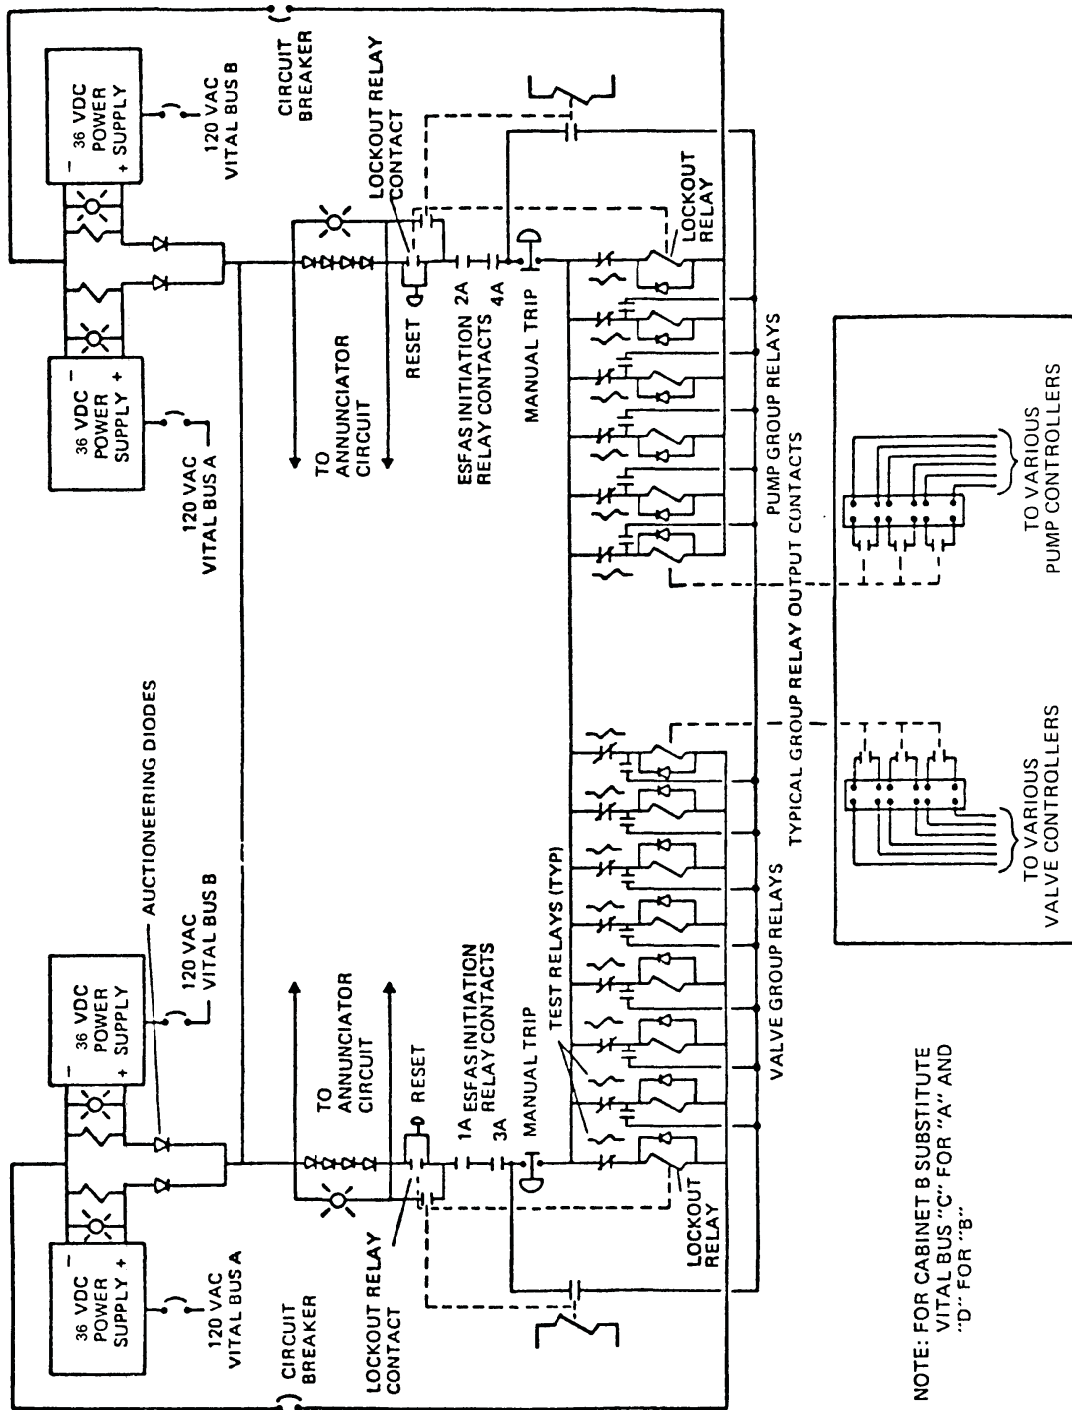 36 VDC
POWER
SUPPLY
−
+
120 VAC
VITAL BUS A
36 VDC
POWER
SUPPLY
−
+
120 VAC
VITAL BUS B
AUCTIONEERING DIODES
36 VDC
POWER
SUPPLY
−
+
120 VAC
VITAL BUS A
36 VDC
POWER
SUPPLY
−
+
120 VAC
VITAL BUS B
CIRCUIT
BREAKER
TO
ANNUNCIATOR
CIRCUIT
TO
ANNUNCIATOR
CIRCUIT
CIRCUIT
BREAKER
LOCKOUT RELAY
CONTACT
RESET
RESET
LOCKOUT RELAY
CONTACT
1A
3A
ESFAS INITIATION
RELAY CONTACTS
ESFAS INITIATION
RELAY CONTACTS
2A
4A
MANUAL TRIP
MANUAL TRIP
TEST RELAYS (TYP)
LOCKOUT
RELAY
LOCKOUT
RELAY
VALVE GROUP RELAYS
PUMP GROUP RELAYS
TYPICAL GROUP RELAY OUTPUT CONTACTS
TO VARIOUS
VALVE CONTROLLERS
TO VARIOUS
PUMP CONTROLLERS
NOTE: FOR CABINET B SUBSTITUTE
VITAL BUS "C" FOR "A" AND
"D" FOR "B"